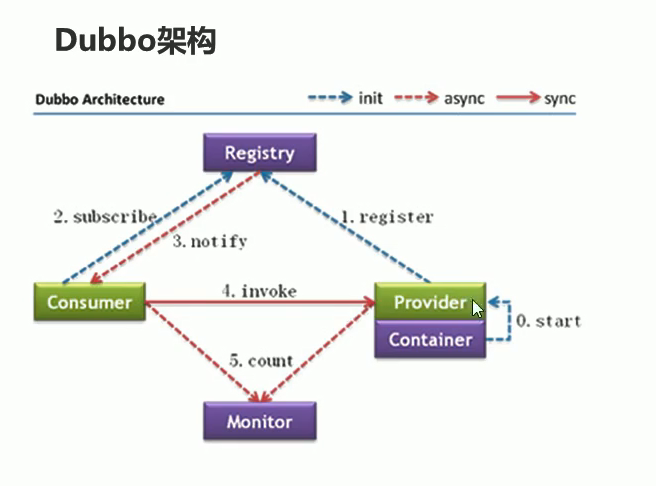 Dubbo架构
Dubbo Architecture
init
async
sync
Registry
2. subscribe
1. register
3. notify
Consumer
4. invoke
Provider
0. start
Container
5. count
Monitor